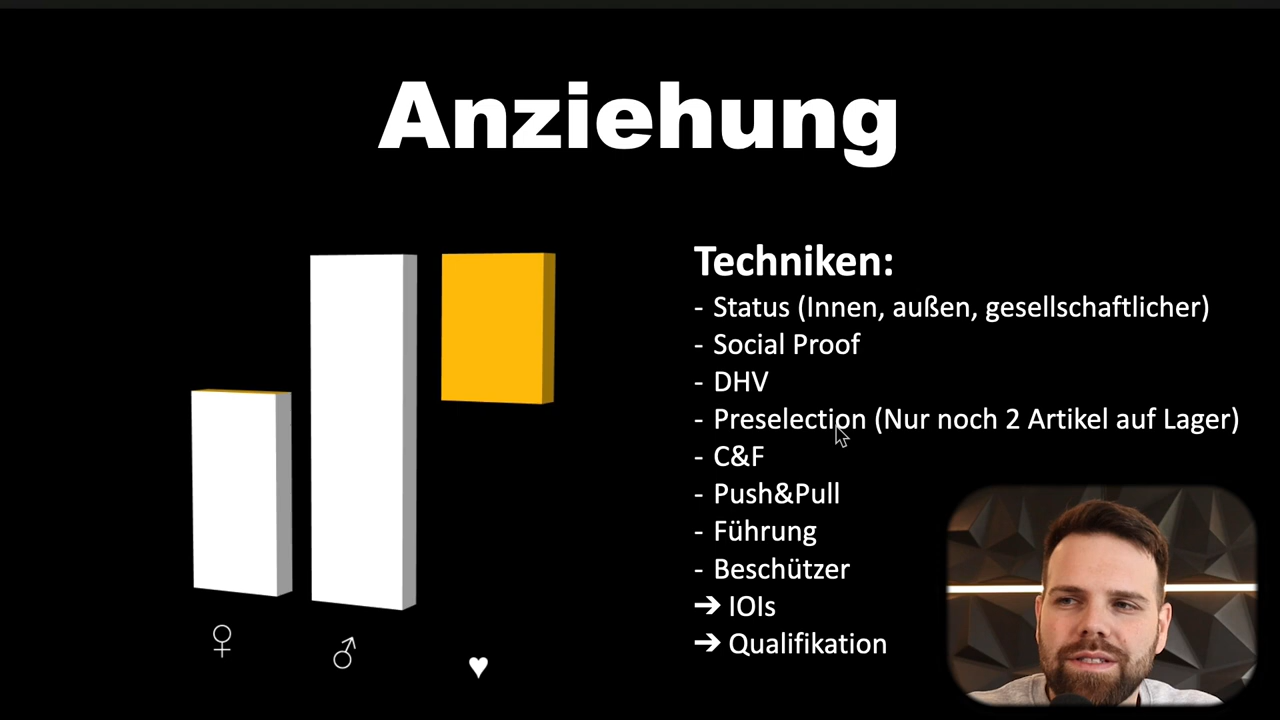 Anziehung
Techniken:
- Status (Innen, außen, gesellschaftlicher)
- Social Proof
- DHV
- Preselection (Nur noch 2 Artikel auf Lager)
- C&F
- Push&Pull
- Führung
- Beschützer
➔ IOIs
➔ Qualifikation
♀ ♂ ♥